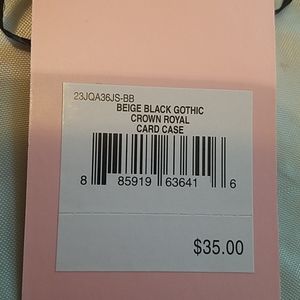 23JQA36JS-BB
BEIGE BLACK GOTHIC
CROWN ROYAL
CARD CASE
8 85919 63641 6
$35.00